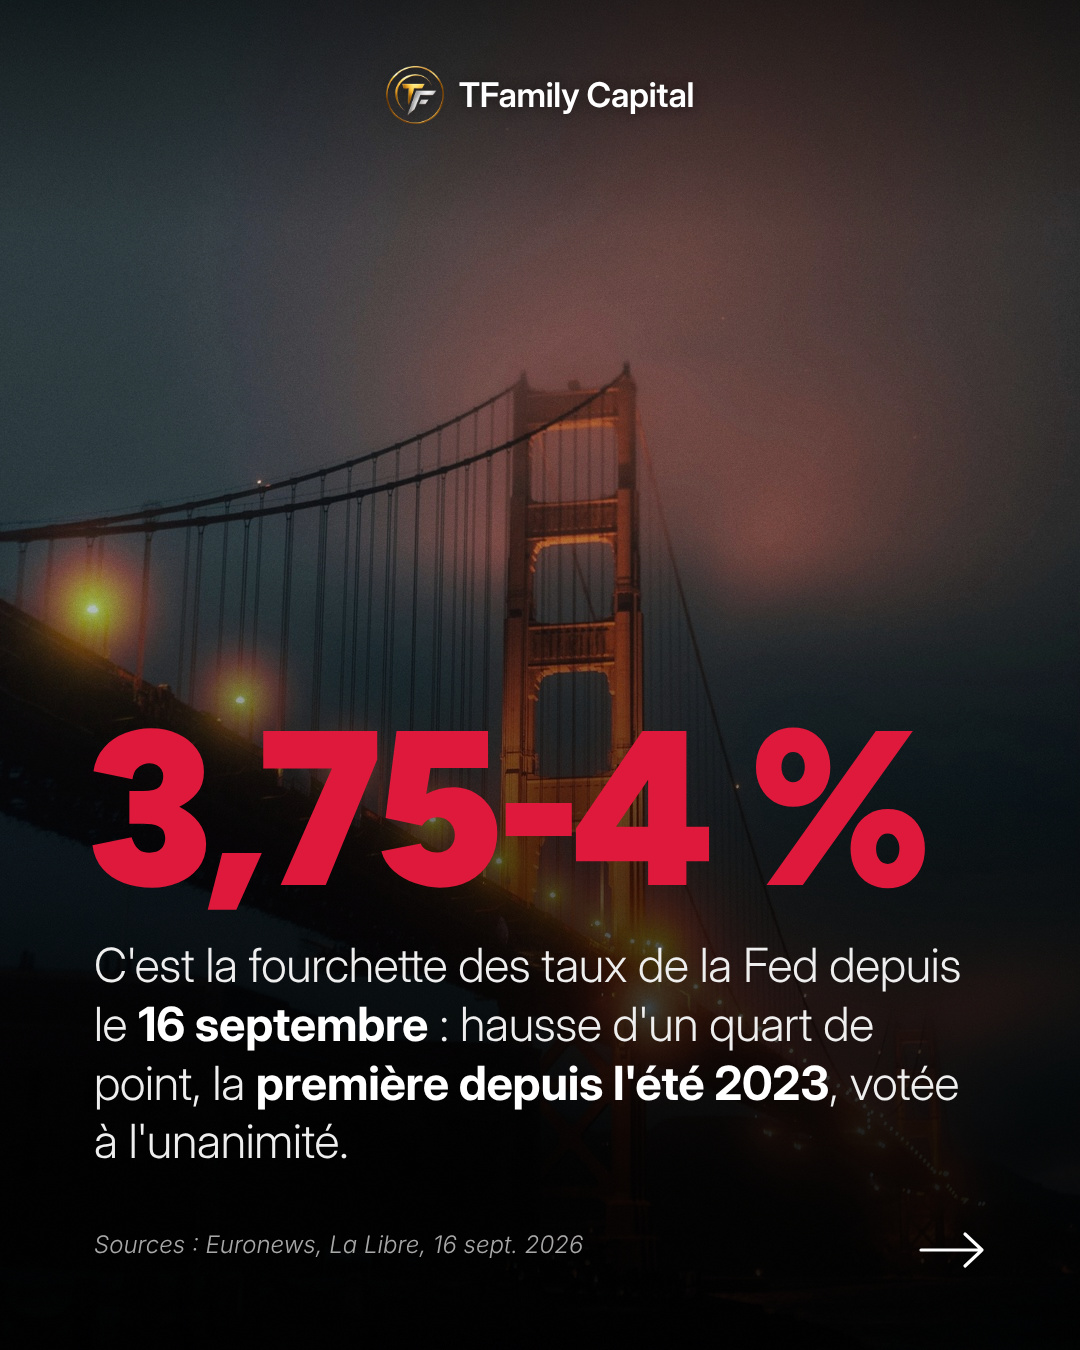 TF TFamily Capital
3,75-4 %
C'est la fourchette des taux de la Fed depuis
le 16 septembre : hausse d'un quart de
point, la première depuis l'été 2023, votée
à l'unanimité.
Sources : Euronews, La Libre, 16 sept. 2026